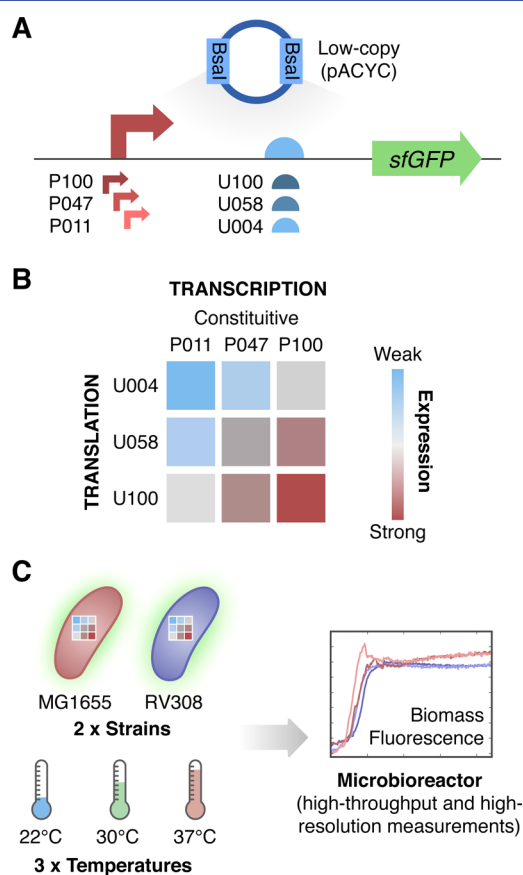 A
BsaI
BsaI
Low-copy
(pACYC)
sfGFP
P100
P047
P011
U100
U058
U004
B
TRANSCRIPTION
Constituitive
P011 P047 P100
TRANSLATION
U004
U058
U100
Weak
Expression
Strong
C
MG1655 RV308
2 x Strains
22°C 30°C 37°C
3 x Temperatures
Biomass
Fluorescence
Microbioreactor
(high-throughput and high-
resolution measurements)